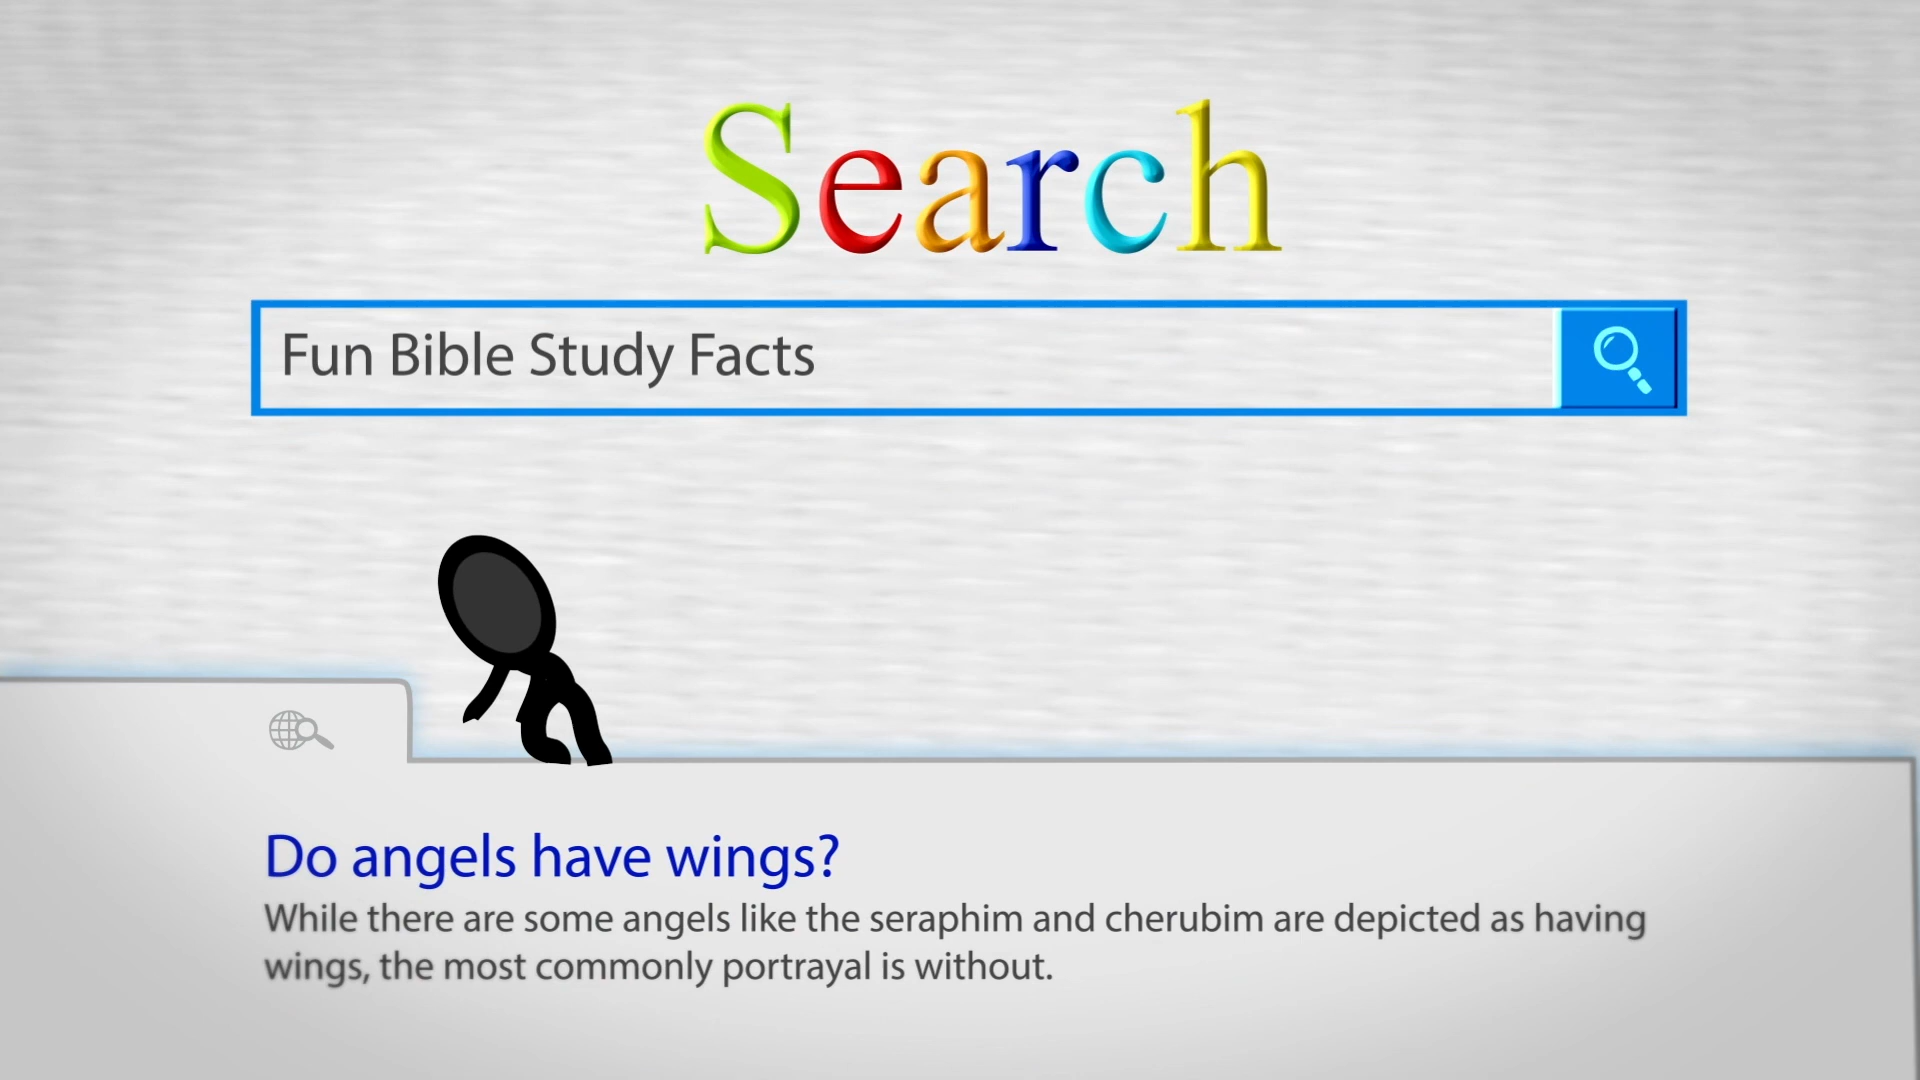 Search
Fun Bible Study Facts
Do angels have wings?
While there are some angels like the seraphim and cherubim are depicted as having
wings, the most commonly portrayal is without.